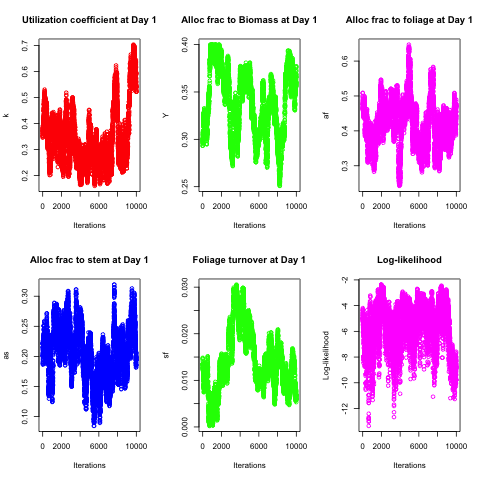 Utilization coefficient at Day 1
k
0.2 0.3 0.4 0.5 0.6 0.7
0 2000 6000 10000
Iterations
Alloc frac to Biomass at Day 1
Y
0.25 0.30 0.35 0.40
0 2000 6000 10000
Iterations
Alloc frac to foliage at Day 1
af
0.3 0.4 0.5 0.6
0 2000 6000 10000
Iterations
Alloc frac to stem at Day 1
as
0.10 0.15 0.20 0.25 0.30
0 2000 6000 10000
Iterations
Foliage turnover at Day 1
sf
0.000 0.010 0.020 0.030
0 2000 6000 10000
Iterations
Log-likelihood
Log-likelihood
-12 -10 -8 -6 -4 -2
0 2000 6000 10000
Iterations